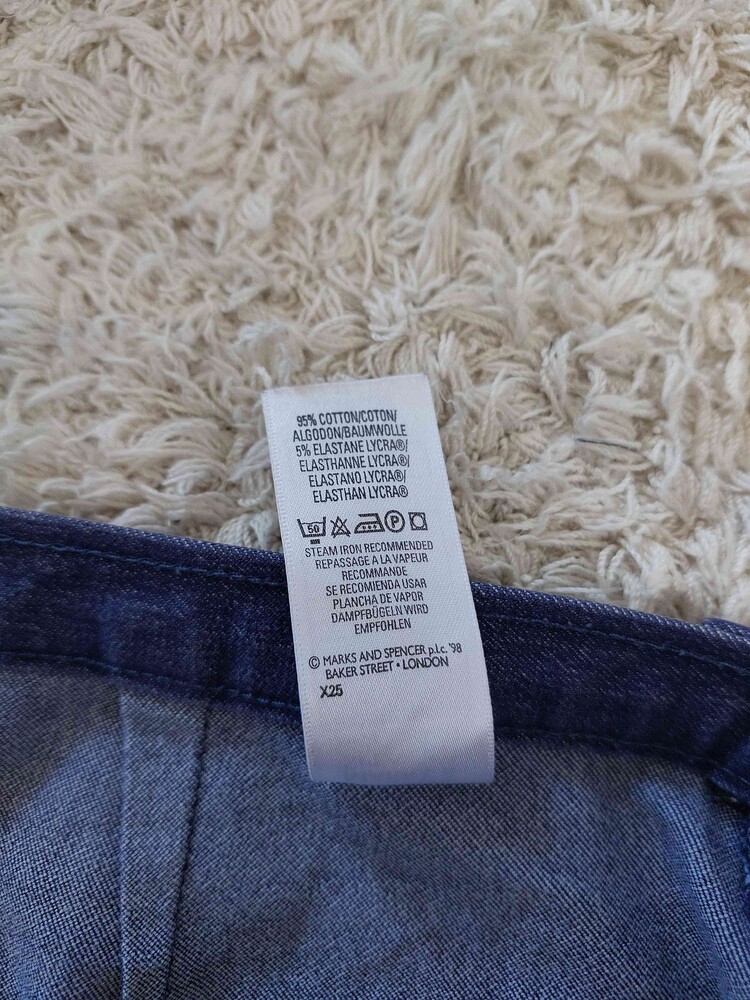 95% COTTON/COTON/
ALGODON/BAUMWOLLE
5% ELASTANE LYCRA®/
ELASTHANNE LYCRA®/
ELASTANO LYCRA®/
ELASTHAN LYCRA®
50 P
STEAM IRON RECOMMENDED
REPASSAGE A LA VAPEUR
RECOMMANDE
SE RECOMIENDA USAR
PLANCHA DE VAPOR
DAMPFBÜGELN WIRD
EMPFOHLEN
© MARKS AND SPENCER p.l.c. '98
BAKER STREET • LONDON
X25